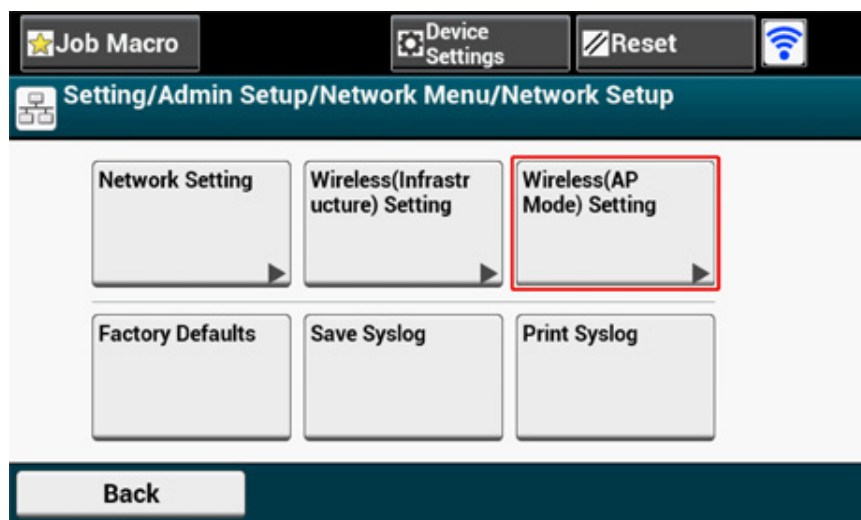 Job Macro
Device
Settings
Reset
Setting/Admin Setup/Network Menu/Network Setup
Network Setting
Wireless(Infrastr
ucture) Setting
Wireless(AP
Mode) Setting
Factory Defaults
Save Syslog
Print Syslog
Back